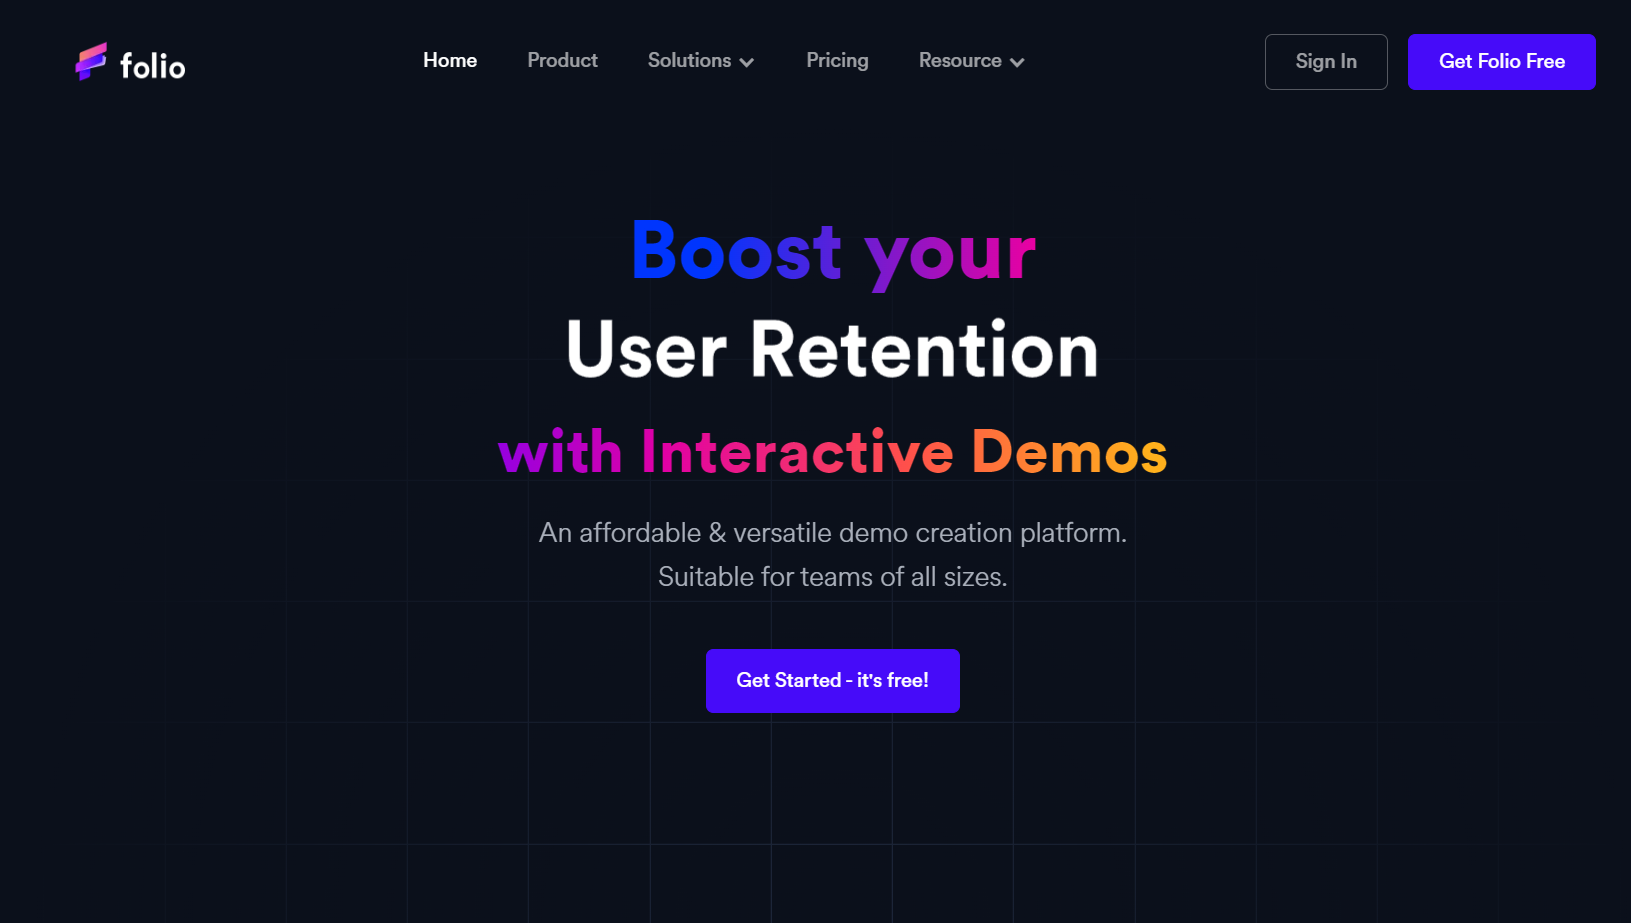 folio
Home Product Solutions Pricing Resource
Sign In
Get Folio Free
Boost your
User Retention
with Interactive Demos
An affordable & versatile demo creation platform.
Suitable for teams of all sizes.
Get Started - it's free!